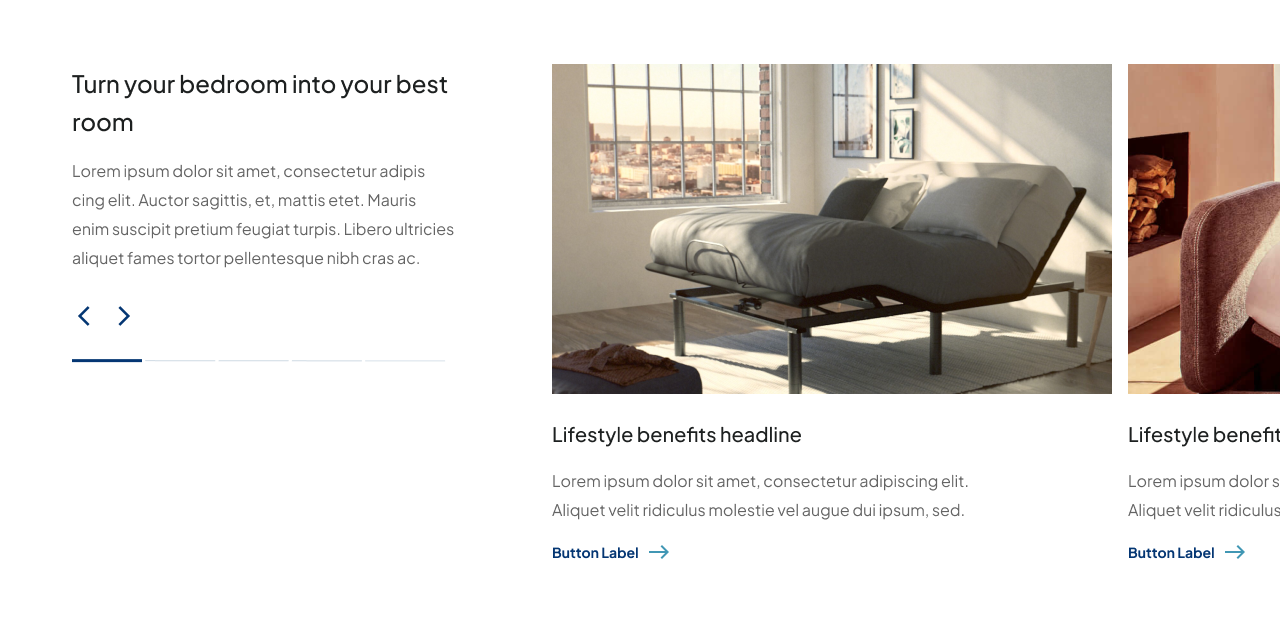 Turn your bedroom into your best
room
Lorem ipsum dolor sit amet, consectetur adipis
cing elit. Auctor sagittis, et, mattis etet. Mauris
enim suscipit pretium feugiat turpis. Libero ultricies
aliquet fames tortor pellentesque nibh cras ac.
Lifestyle benefits headline
Lorem ipsum dolor sit amet, consectetur adipiscing elit.
Aliquet velit ridiculus molestie vel augue dui ipsum, sed.
Button Label
Lifestyle benefit
Lorem ipsum dolor s
Aliquet velit ridiculus
Button Label